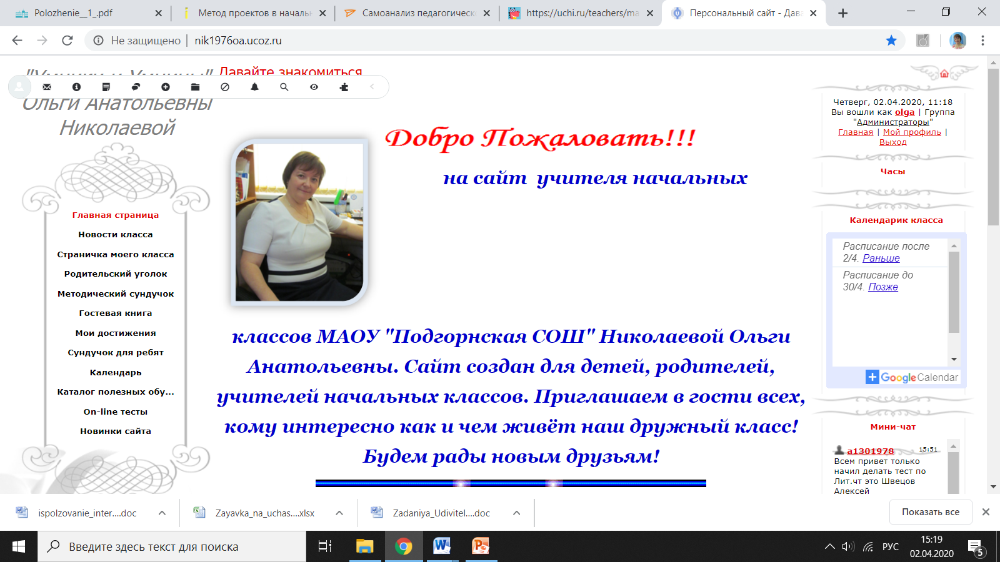 Polozhenie__1_.pdf
Метод проектов в началь
Самоанализ педагогическ
https://uchi.ru/teachers/ma
Персональный сайт - Дав
Не защищено
nik1976oa.ucoz.ru
Ольги Анатольевны
Николаевой
Главная страница
Новости класса
Страничка моего класса
Родительский уголок
Методический сундучок
Гостевая книга
Мои достижения
Сундучок для ребят
Календарь
Каталог полезных обу...
On-line тесты
Новинки сайта
Давайте знакомиться
Добро Пожаловать!!!
на сайт учителя начальных
классов МАОУ "Подгорнская СОШ" Николаевой Ольги
Анатольевны. Сайт создан для детей, родителей,
учителей начальных классов. Приглашаем в гости всех,
кому интересно как и чем живёт наш дружный класс!
Будем рады новым друзьям!
Четверг, 02.04.2020, 11:18
Вы вошли как olga | Группа
"Администраторы"
Главная | Мой профиль |
Выход
Часы
Календарик класса
Расписание после
2/4. Раньше
Расписание до
30/4. Позже
Google Calendar
Мини-чат
a1301978 15:51
Всем привет только
начил делать тест по
Лит.чт это Швецов
Алексей
ispolzovanie_inter....doc
Zayavka_na_uchas....xlsx
Zadaniya_Udivitel....doc
Показать все
Введите здесь текст для поиска
РУС
15:19
02.04.2020
5